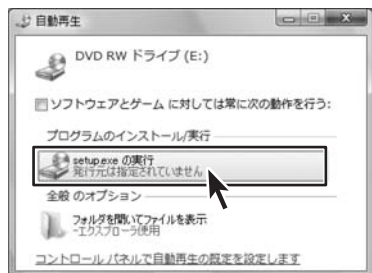 自動再生
DVD RW ドライブ (E:)
ソフトウェアとゲーム に対しては常に次の動作を行う:
プログラムのインストール/実行
setup.exe の実行
発行元は指定されていません
全般 のオプション
フォルダを開いてファイルを表示
-エクスプローラ使用
コントロール パネルで自動再生の既定を設定します